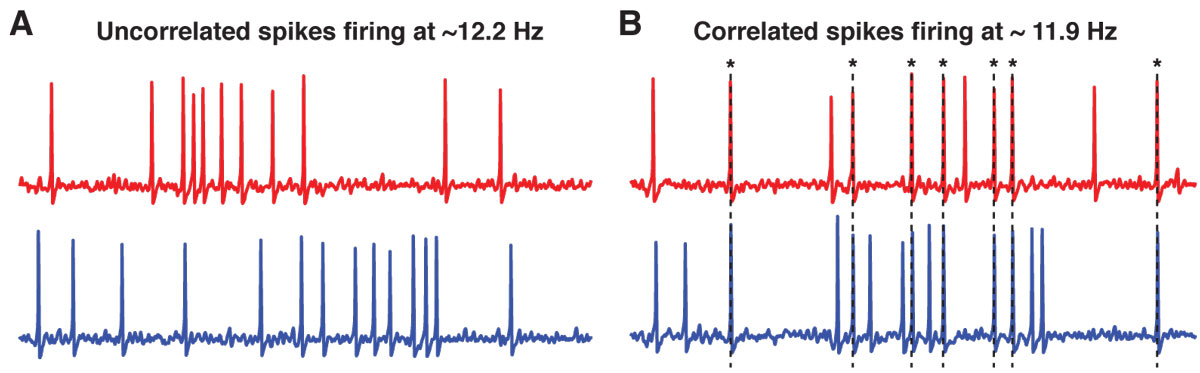 A Uncorrelated spikes firing at ~12.2 Hz
B Correlated spikes firing at ~ 11.9 Hz
* * * * * * *